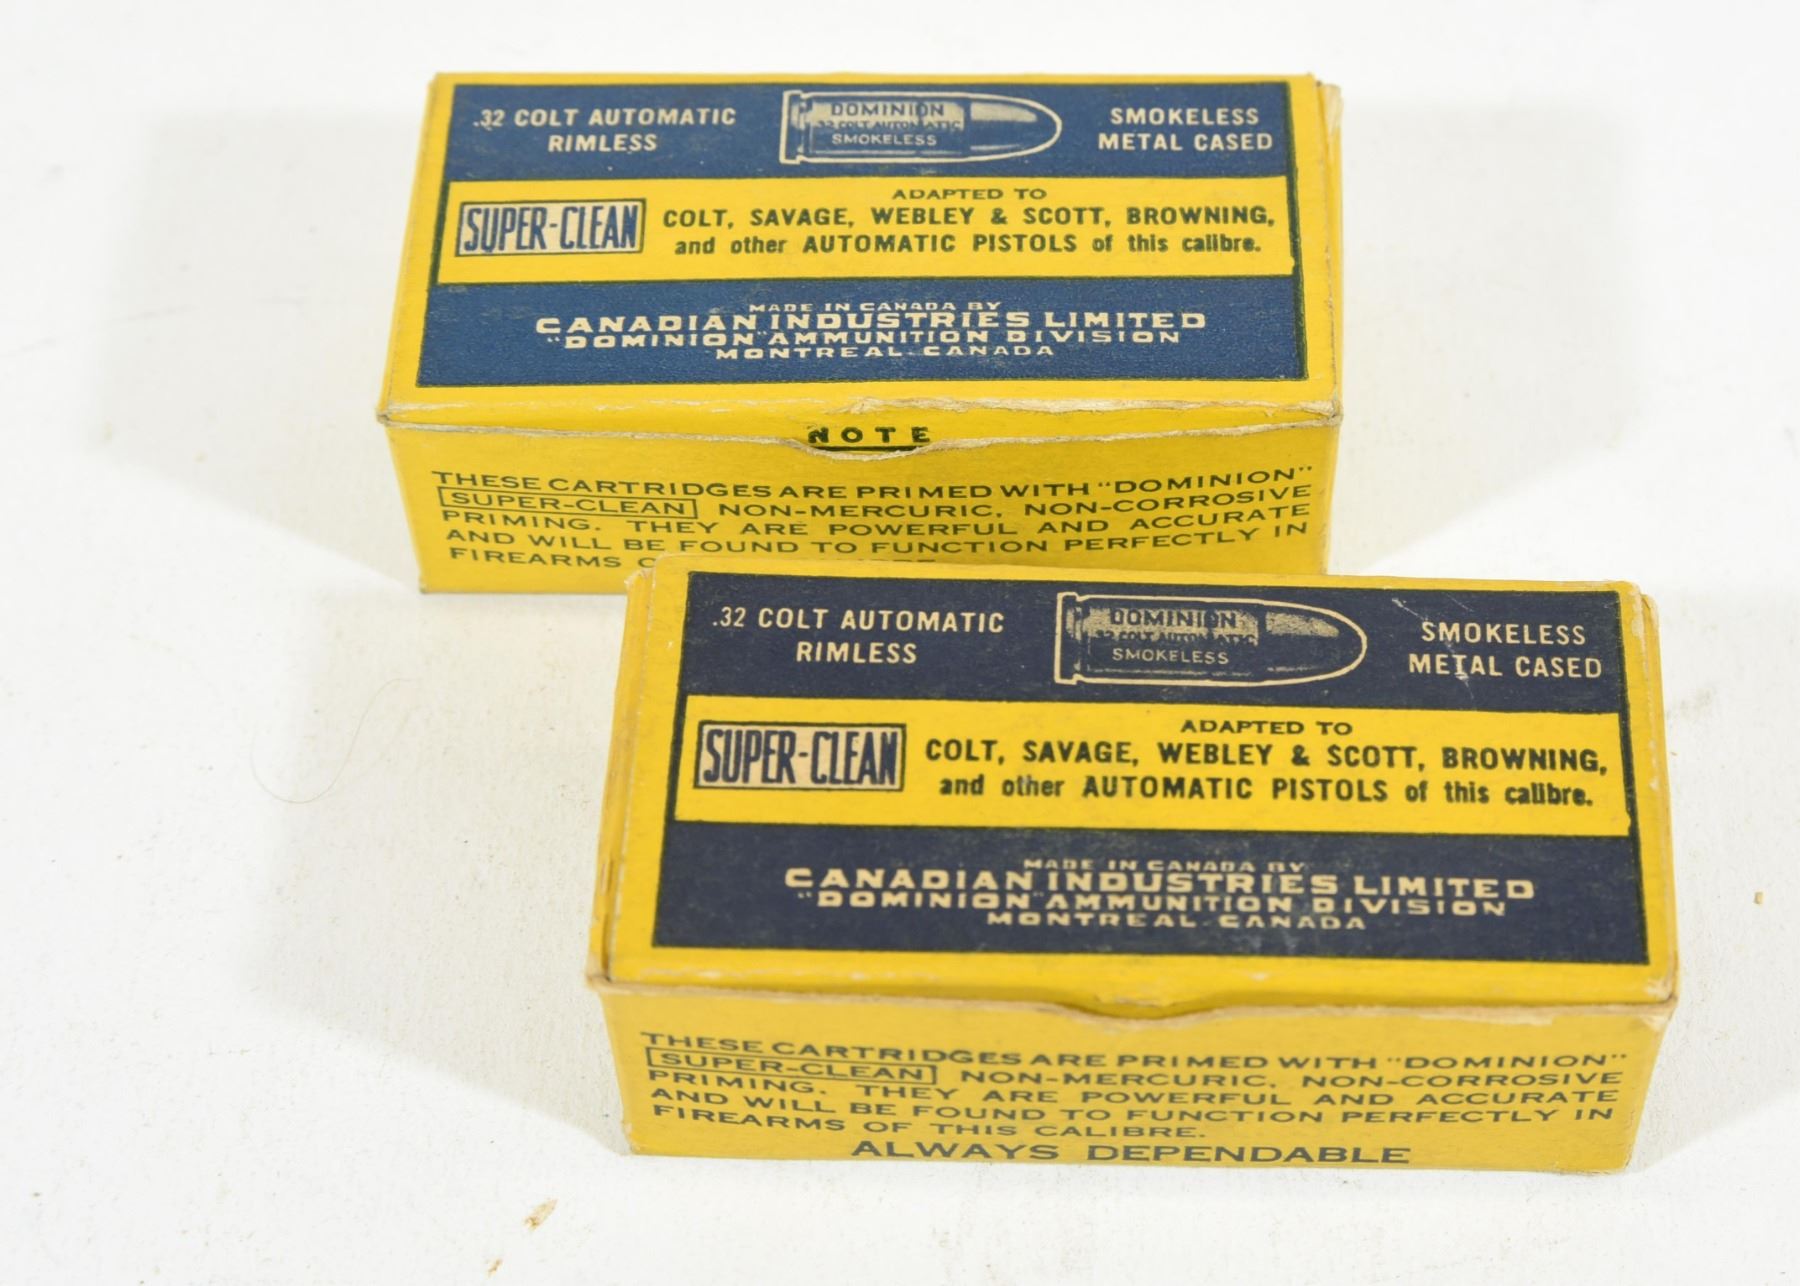 .32 COLT AUTOMATIC
RIMLESS
DOMINION
.32 COLT AUTOMATIC
SMOKELESS
SMOKELESS
METAL CASED
SUPER-CLEAN
ADAPTED TO
COLT, SAVAGE, WEBLEY & SCOTT, BROWNING,
and other AUTOMATIC PISTOLS of this calibre.
MADE IN CANADA BY
CANADIAN INDUSTRIES LIMITED
"DOMINION" AMMUNITION DIVISION
MONTREAL CANADA
NOTE
THESE CARTRIDGES ARE PRIMED WITH "DOMINION"
SUPER-CLEAN NON-MERCURIC, NON-CORROSIVE
PRIMING. THEY ARE POWERFUL AND ACCURATE
AND WILL BE FOUND TO FUNCTION PERFECTLY IN
FIREARMS
.32 COLT AUTOMATIC
RIMLESS
DOMINION
.32 COLT AUTOMATIC
SMOKELESS
SMOKELESS
METAL CASED
SUPER-CLEAN
ADAPTED TO
COLT, SAVAGE, WEBLEY & SCOTT, BROWNING,
and other AUTOMATIC PISTOLS of this calibre.
MADE IN CANADA BY
CANADIAN INDUSTRIES LIMITED
"DOMINION" AMMUNITION DIVISION
MONTREAL CANADA
THESE CARTRIDGES ARE PRIMED WITH "DOMINION"
SUPER-CLEAN NON-MERCURIC, NON-CORROSIVE
PRIMING. THEY ARE POWERFUL AND ACCURATE
AND WILL BE FOUND TO FUNCTION PERFECTLY IN
FIREARMS OF THIS CALIBRE.
ALWAYS DEPENDABLE